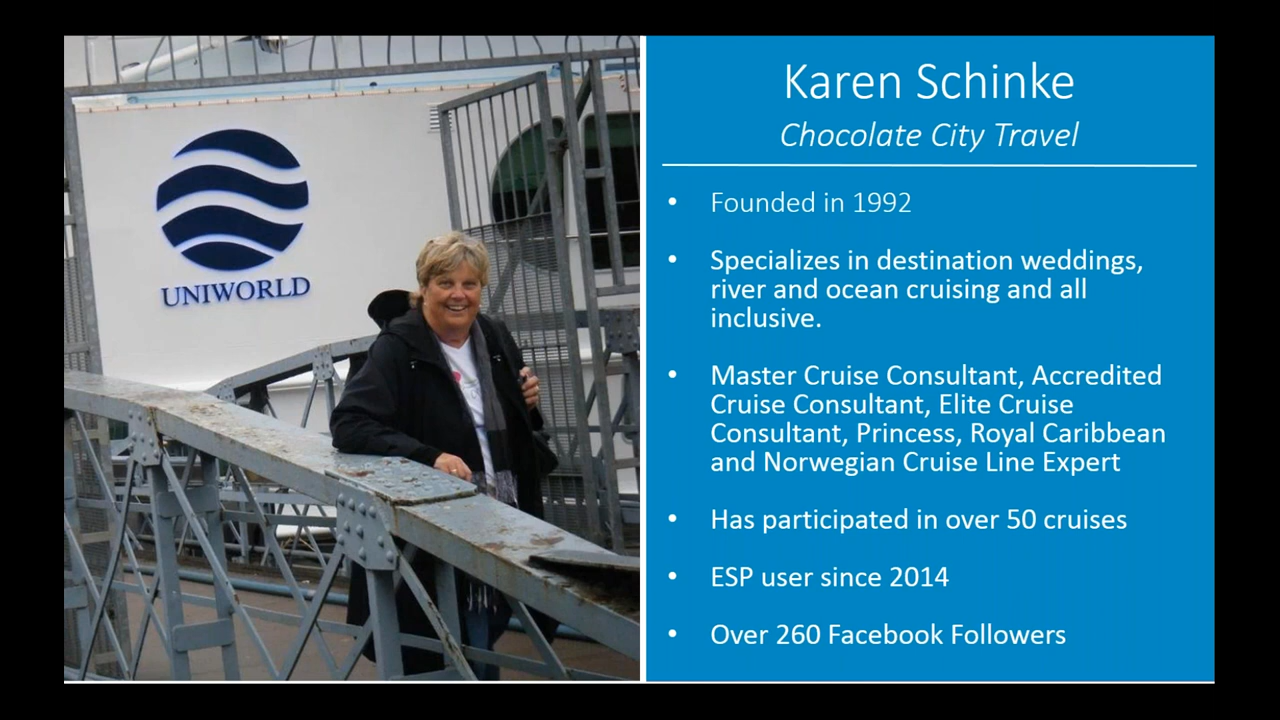 UNIWORLD
Karen Schinke
Chocolate City Travel
• Founded in 1992
• Specializes in destination weddings,
river and ocean cruising and all
inclusive.
• Master Cruise Consultant, Accredited
Cruise Consultant, Elite Cruise
Consultant, Princess, Royal Caribbean
and Norwegian Cruise Line Expert
• Has participated in over 50 cruises
• ESP user since 2014
• Over 260 Facebook Followers